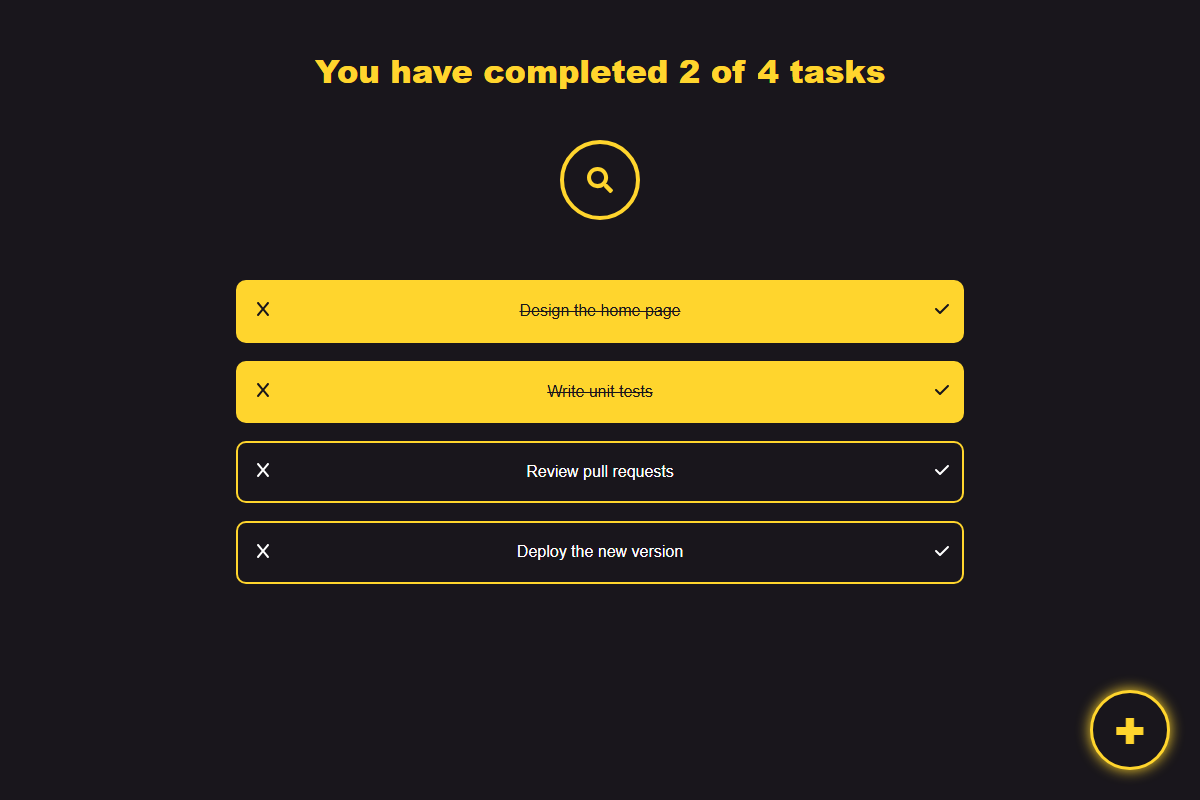 You have completed 2 of 4 tasks
Design the home page
Write unit tests
Review pull requests
Deploy the new version